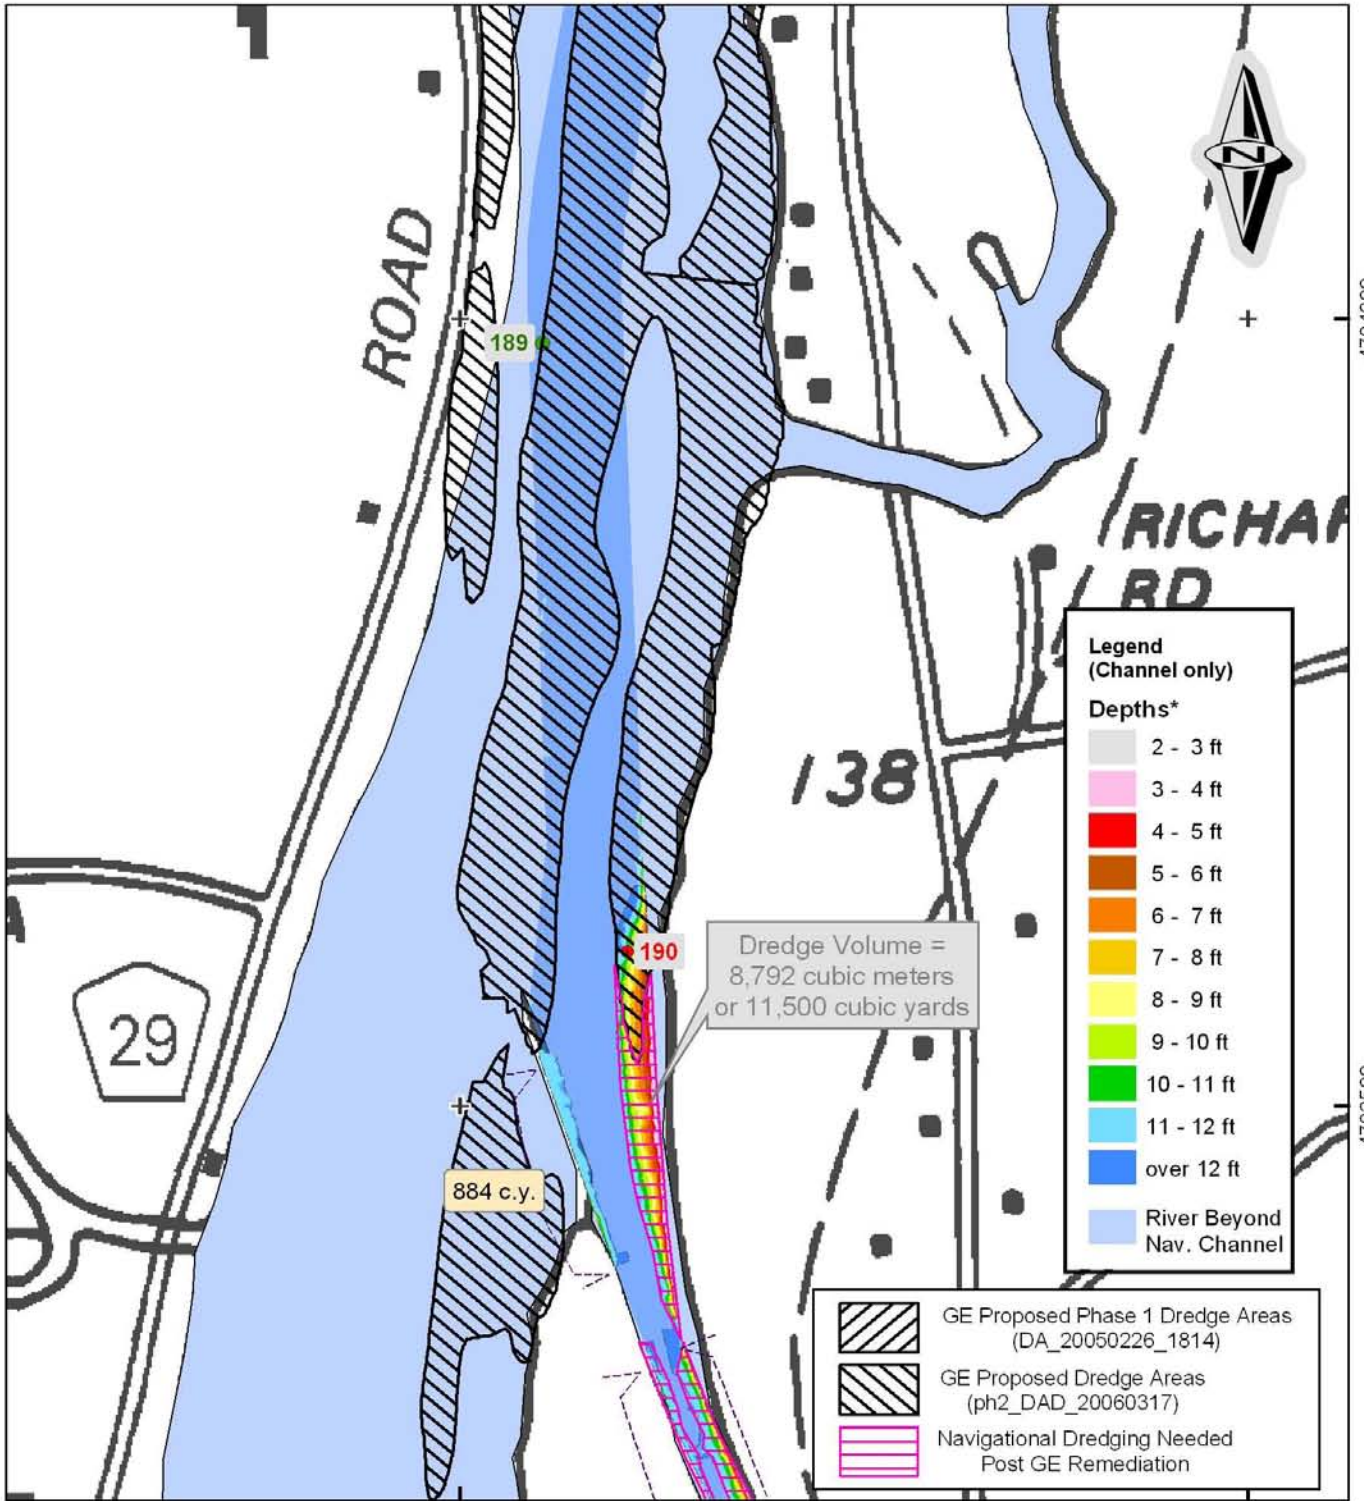 N
ROAD
189
RICHAR
RD
138
29
190
Dredge Volume =
8,792 cubic meters
or 11,500 cubic yards
884 c.y.
Legend
(Channel only)
Depths*
2 - 3 ft
3 - 4 ft
4 - 5 ft
5 - 6 ft
6 - 7 ft
7 - 8 ft
8 - 9 ft
9 - 10 ft
10 - 11 ft
11 - 12 ft
over 12 ft
River Beyond
Nav. Channel
GE Proposed Phase 1 Dredge Areas
(DA_20050226_1814)
GE Proposed Dredge Areas
(ph2_DAD_20060317)
Navigational Dredging Needed
Post GE Remediation